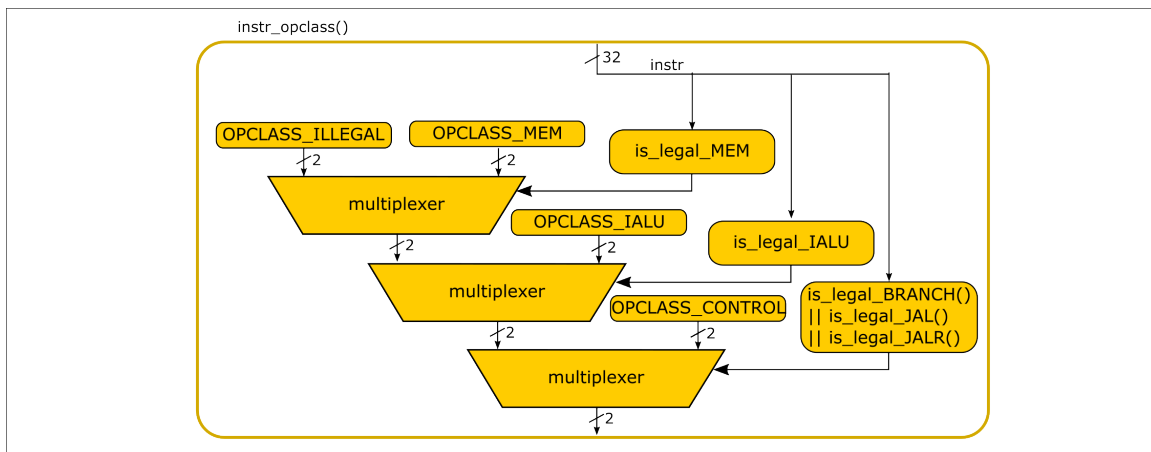 instr_opclass()
32
instr
OPCLASS_ILLEGAL
OPCLASS_MEM
is_legal_MEM
2
2
multiplexer
OPCLASS_IALU
is_legal_IALU
2
2
multiplexer
OPCLASS_CONTROL
is_legal_BRANCH()
|| is_legal_JAL()
|| is_legal_JALR()
2
2
multiplexer
2